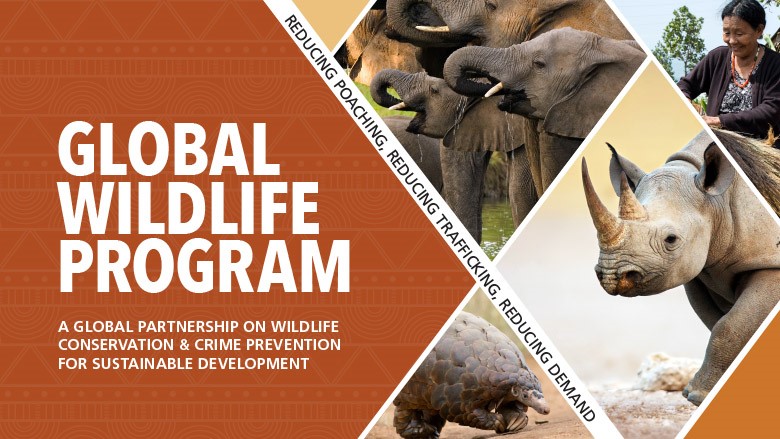 GLOBAL
WILDLIFE
PROGRAM
A GLOBAL PARTNERSHIP ON WILDLIFE
CONSERVATION & CRIME PREVENTION
FOR SUSTAINABLE DEVELOPMENT
REDUCING POACHING, REDUCING TRAFFICKING, REDUCING DEMAND